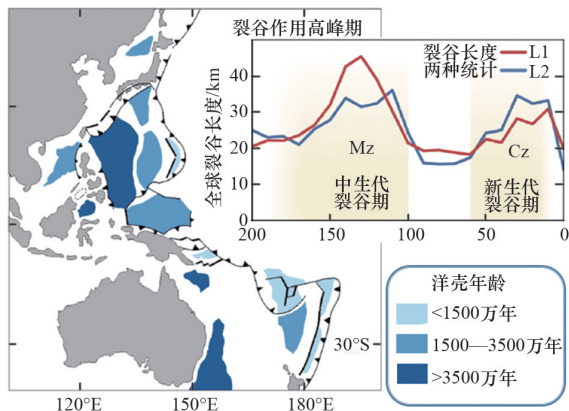 裂谷作用高峰期
裂谷长度 L1
两种统计 L2
全球裂谷长度/km
40
30
20
10
0
Mz
中生代
裂谷期
Cz
新生代
裂谷期
200
150
100
50
0
洋壳年龄
<1500万年
1500—3500万年
>3500万年
30°S
120°E
150°E
180°E